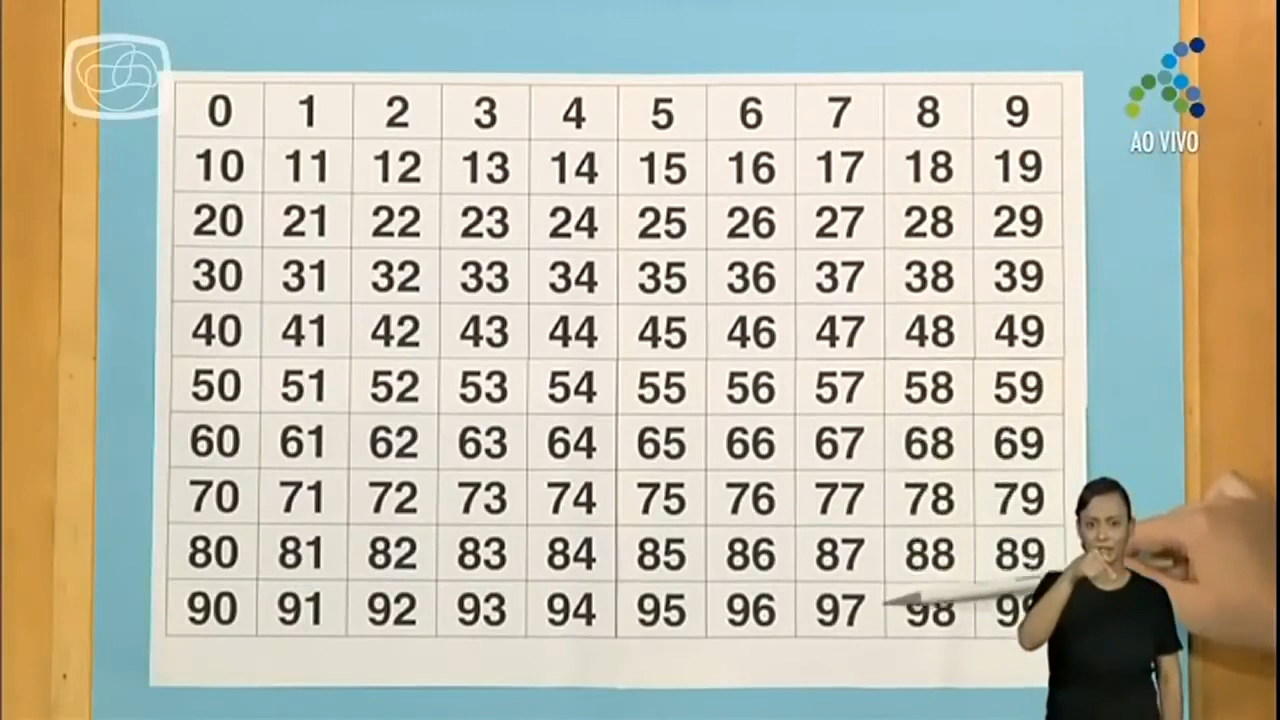 0 1 2 3 4 5 6 7 8 9
AO VIVO
10 11 12 13 14 15 16 17 18 19
20 21 22 23 24 25 26 27 28 29
30 31 32 33 34 35 36 37 38 39
40 41 42 43 44 45 46 47 48 49
50 51 52 53 54 55 56 57 58 59
60 61 62 63 64 65 66 67 68 69
70 71 72 73 74 75 76 77 78 79
80 81 82 83 84 85 86 87 88 89
90 91 92 93 94 95 96 97 98